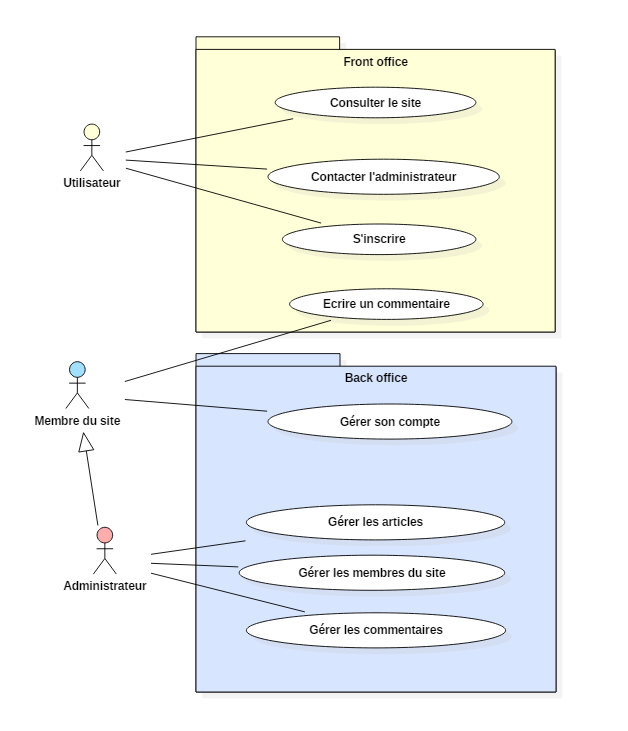 Front office
Consulter le site
Contacter l'administrateur
Utilisateur
S'inscrire
Ecrire un commentaire
Back office
Membre du site
Gérer son compte
Gérer les articles
Gérer les membres du site
Administrateur
Gérer les commentaires